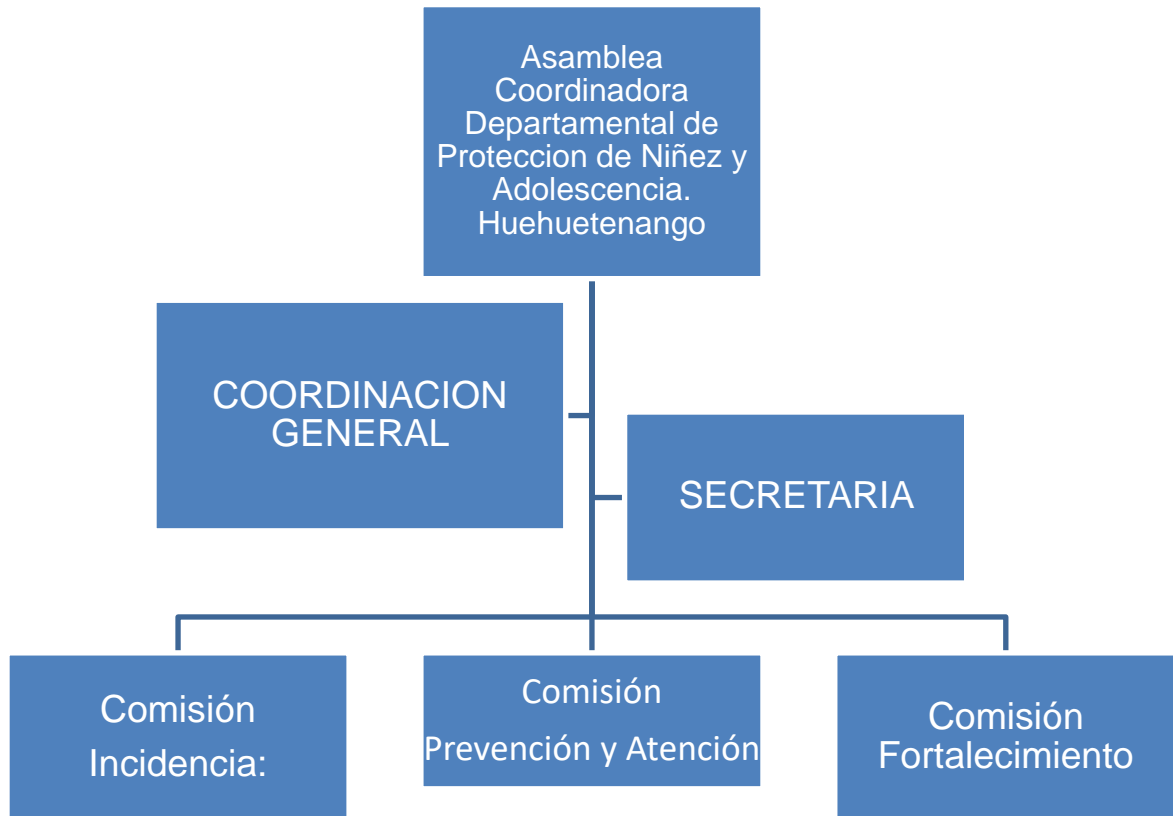 Asamblea
Coordinadora
Departamental de
Proteccion de Niñez y
Adolescencia.
Huehuetenango
COORDINACION
GENERAL
SECRETARIA
Comisión
Incidencia:
Comisión
Prevención y Atención
Comisión
Fortalecimiento